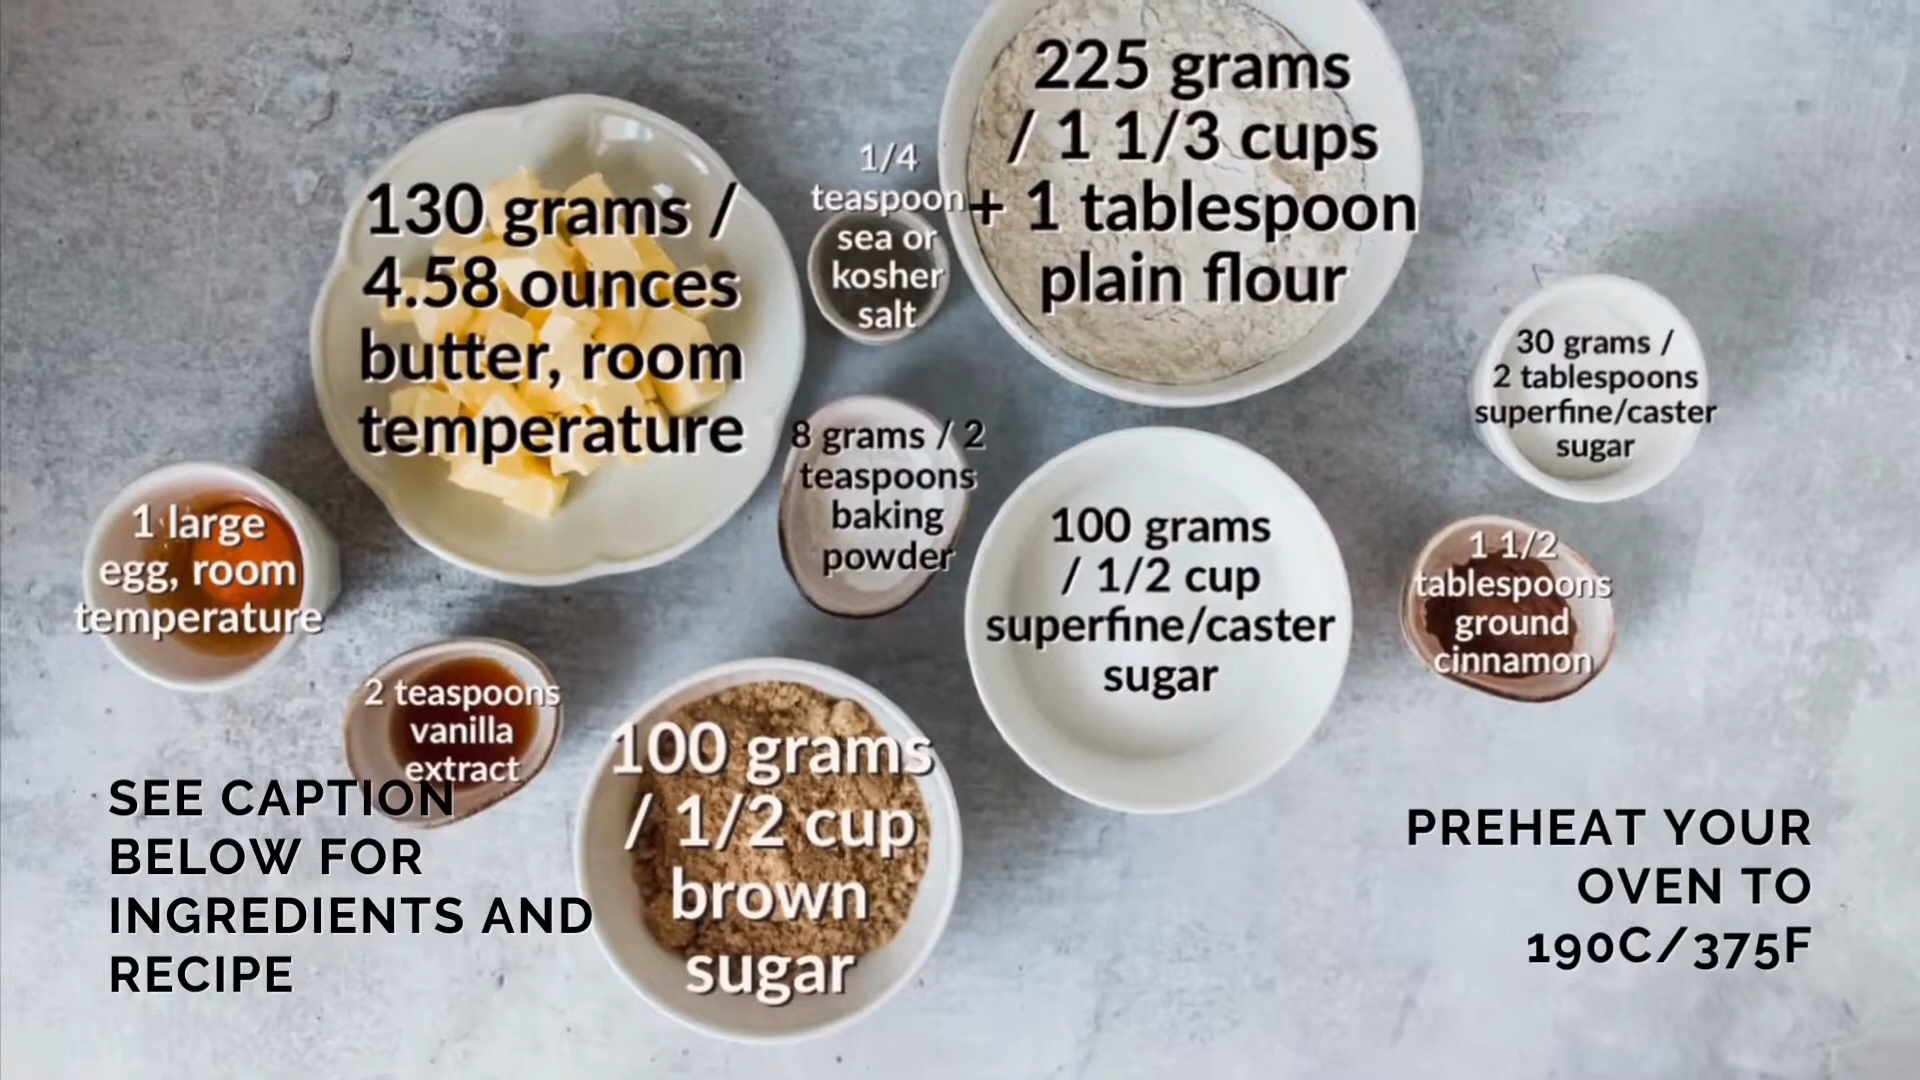 225 grams
/ 1 1/3 cups
+ 1 tablespoon
plain flour
130 grams /
4.58 ounces
butter, room
temperature
1/4
teaspoon
sea or
kosher
salt
30 grams /
2 tablespoons
superfine/caster
sugar
8 grams / 2
teaspoons
baking
powder
1 large
egg, room
temperature
100 grams
/ 1/2 cup
superfine/caster
sugar
1 1/2
tablespoons
ground
cinnamon
2 teaspoons
vanilla
extract
100 grams
/ 1/2 cup
brown
sugar
SEE CAPTION
BELOW FOR
INGREDIENTS AND
RECIPE
PREHEAT YOUR
OVEN TO
190C/375F